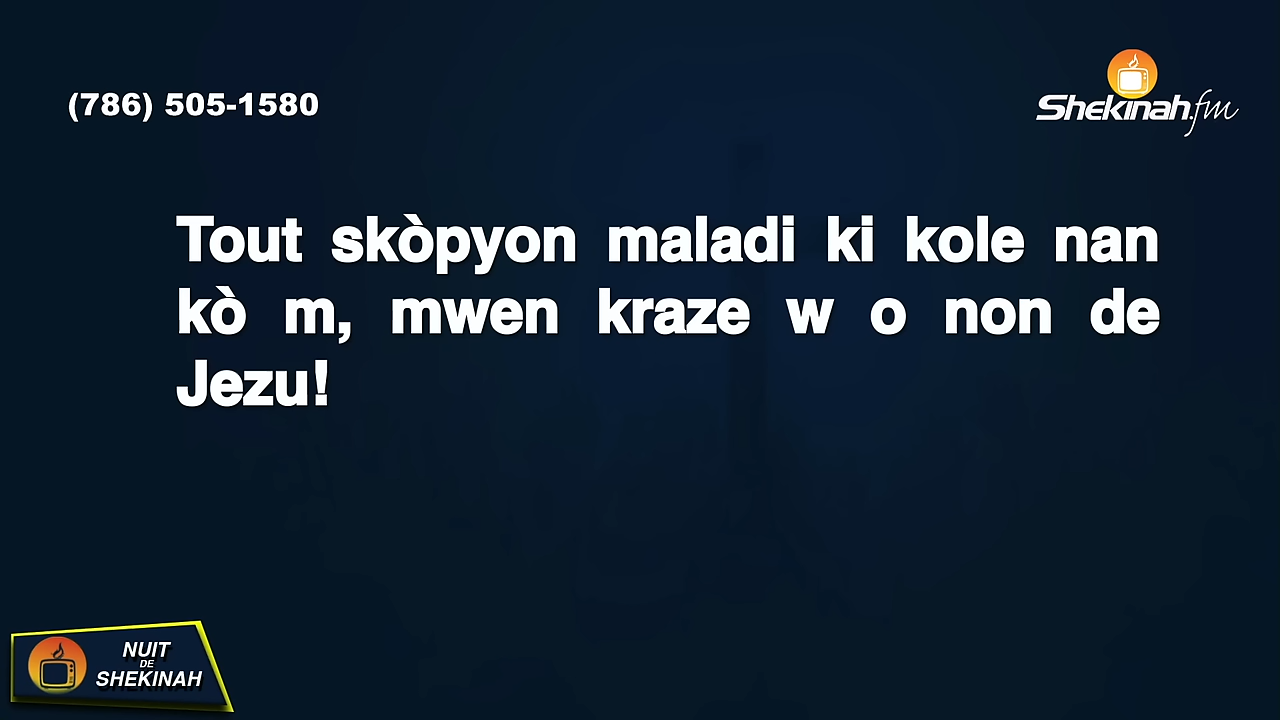 (786) 505-1580
Shekinah.fm
Tout skòpyon maladi ki kole nan
kò m, mwen kraze w o non de
Jezu!
NUIT
DE
SHEKINAH